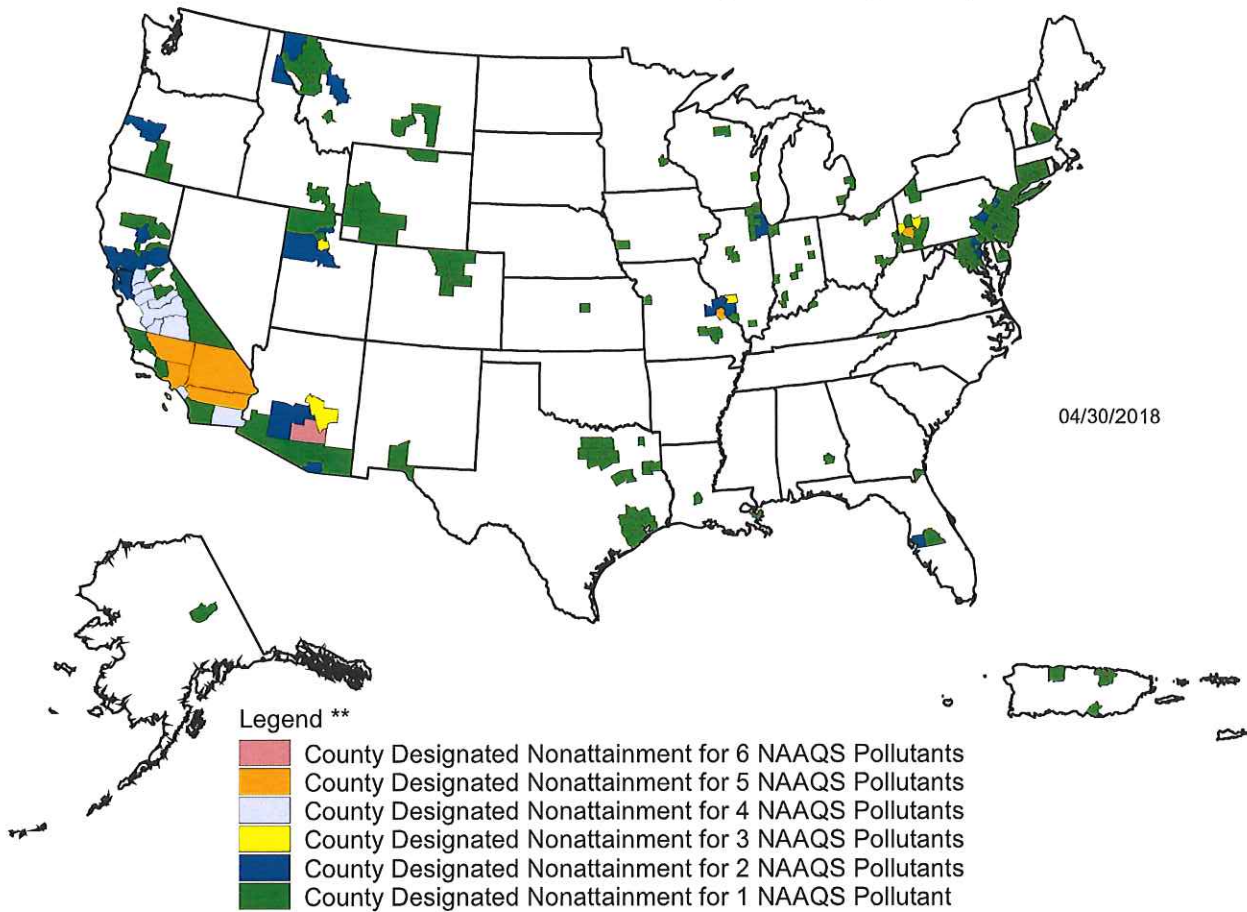 04/30/2018
Legend **
County Designated Nonattainment for 6 NAAQS Pollutants
County Designated Nonattainment for 5 NAAQS Pollutants
County Designated Nonattainment for 4 NAAQS Pollutants
County Designated Nonattainment for 3 NAAQS Pollutants
County Designated Nonattainment for 2 NAAQS Pollutants
County Designated Nonattainment for 1 NAAQS Pollutant